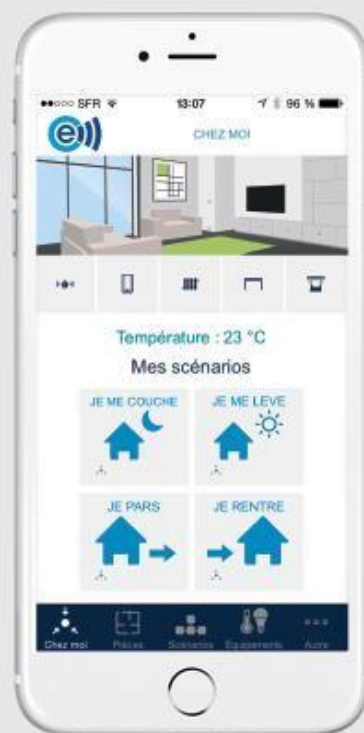 SFR 13:07 96 %
e
CHEZ MOI
Température : 23 °C
Mes scénarios
JE ME COUCHE JE ME LEVE
JE PARS JE RENTRE
Chez moi Pièces Scénarios Equipements Autre